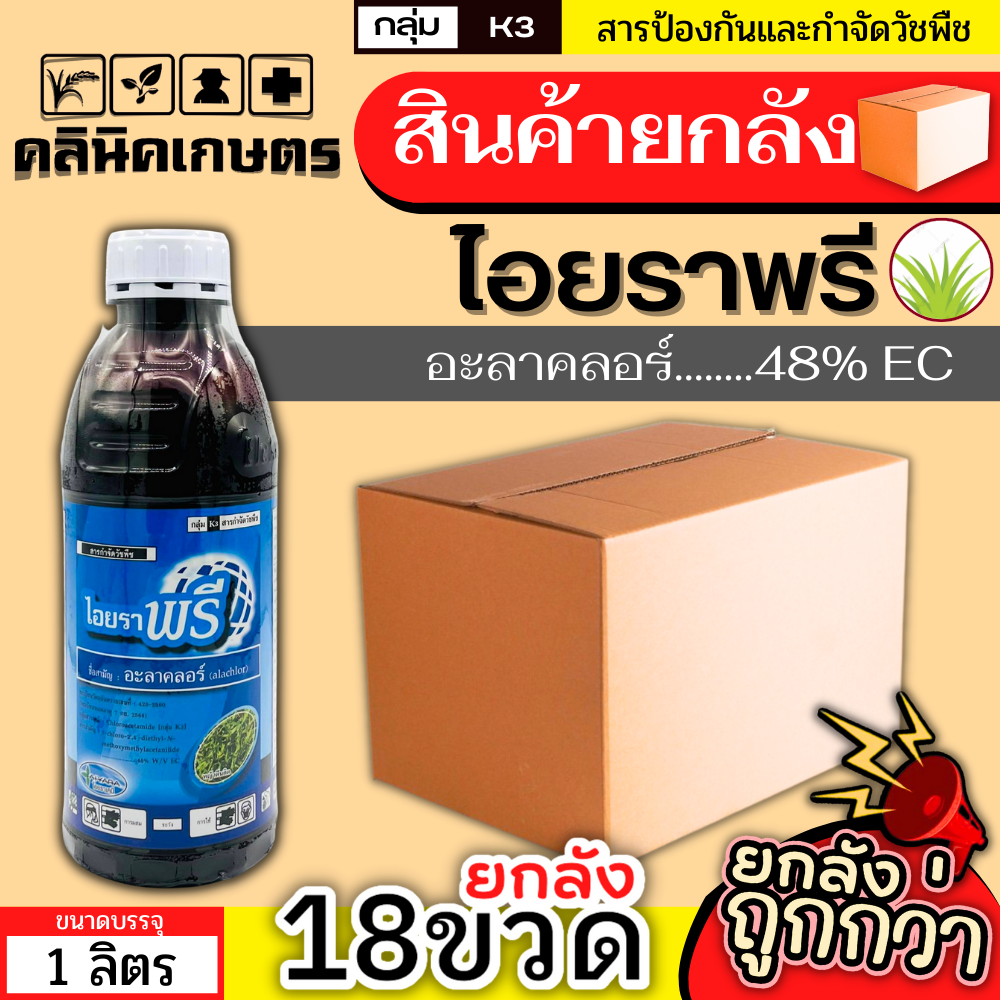 กลุ่ม K3 สารป้องกันและกำจัดวัชพืช
คลินิคเกษตร
สินค้ายกลัง
ไอยราพรี
อะลาคลอร์........48% EC
กลุ่ม K3 สารกำจัดวัชพืช
สารกำจัดวัชพืช
ไอยราพรี
ชื่อสามัญ : อะลาคลอร์ (alachlor)
ยกลัง
18ขวด
ขนาดบรรจุ
1 ลิตร
ยกลัง
ถูกกว่า